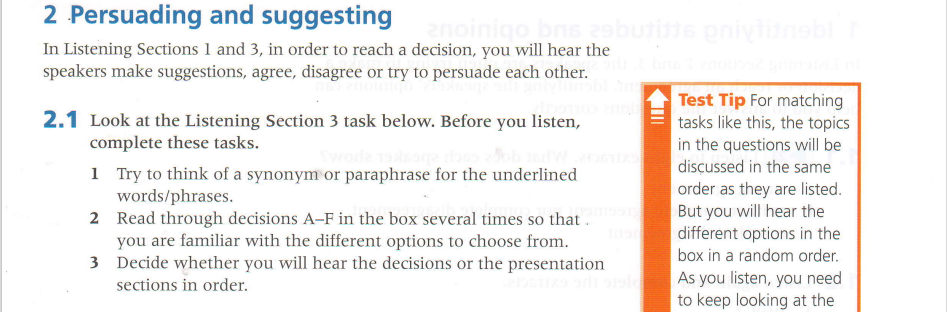 2 Persuading and suggesting
In Listening Sections 1 and 3, in order to reach a decision, you will hear the
speakers make suggestions, agree, disagree or try to persuade each other.
2.1 Look at the Listening Section 3 task below. Before you listen,
complete these tasks.
1 Try to think of a synonym or paraphrase for the underlined
words/phrases.
2 Read through decisions A–F in the box several times so that
you are familiar with the different options to choose from.
3 Decide whether you will hear the decisions or the presentation
sections in order.
Test Tip For matching
tasks like this, the topics
in the questions will be
discussed in the same
order as they are listed.
But you will hear the
different options in the
box in a random order.
As you listen, you need
to keep looking at the